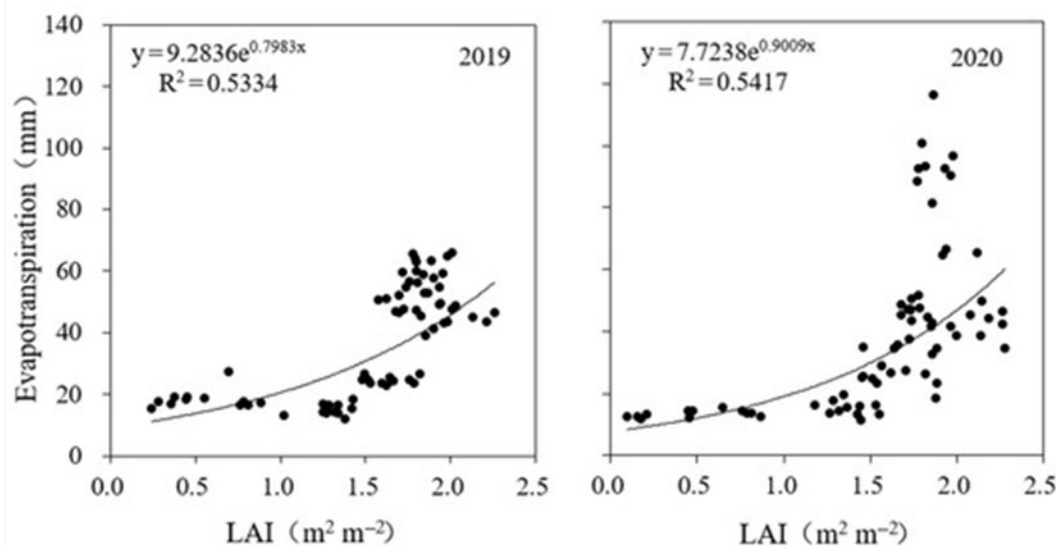 y=9.2836e^0.7983x
R²=0.5334
2019
Evapotranspiration（mm）
140
120
100
80
60
40
20
0
0.0 0.5 1.0 1.5 2.0 2.5
LAI（m² m⁻²）
y=7.7238e^0.9009x
R²=0.5417
2020
0.0 0.5 1.0 1.5 2.0 2.5
LAI（m² m⁻²）